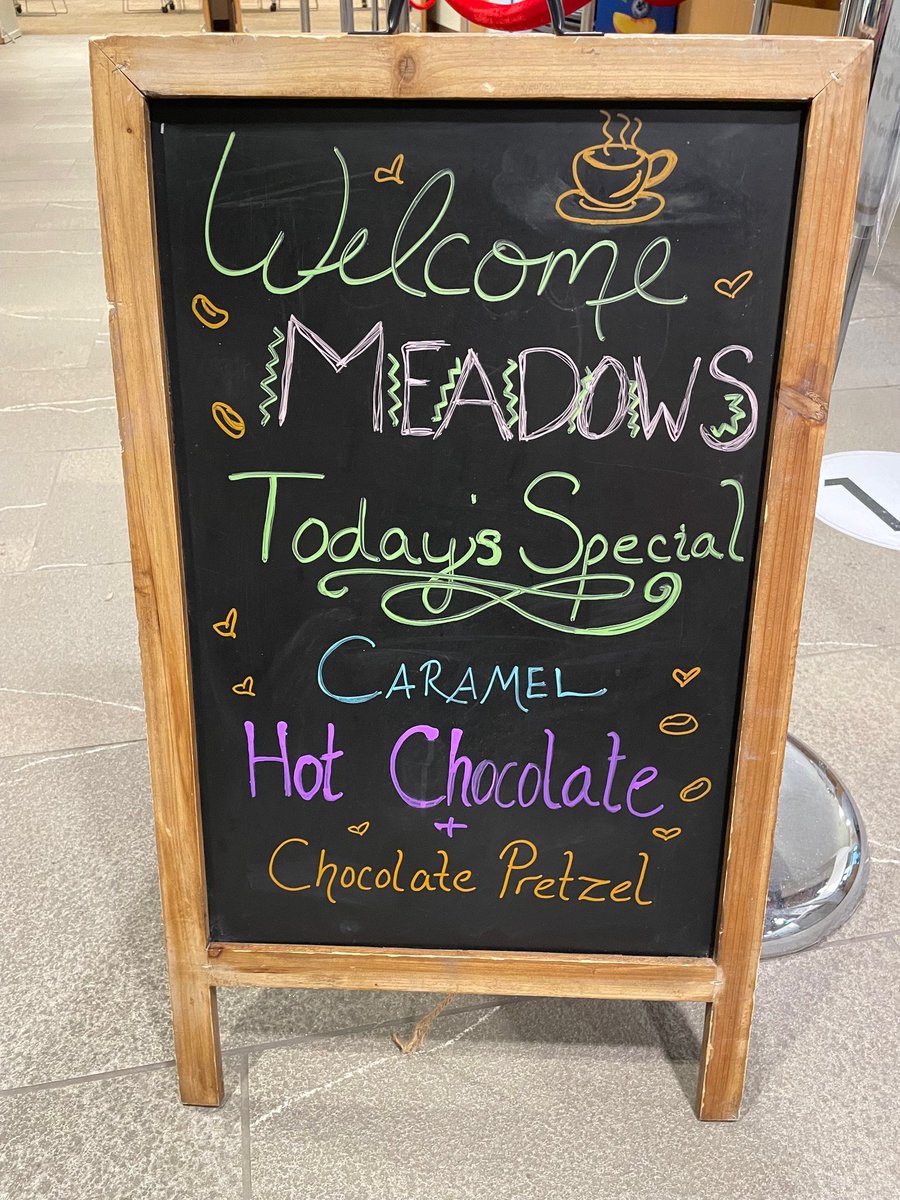 Welcome
MEADOWS
Today's Special
CARAMEL
Hot Chocolate
+
Chocolate Pretzel